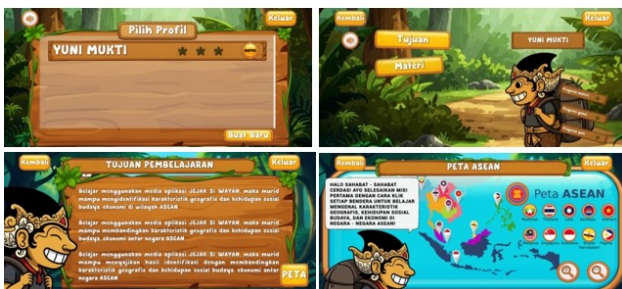 Pilih Profil
Keluar
YUNI MUKTI
Buat Baru
Kembali
Keluar
Tujuan
YUNI MUKTI
Materi
Kembali
TUJUAN PEMBELAJARAN
Keluar
Belajar menggunakan media aplikasi JEJAK SI WAYAN, maka murid
mampu mengidentifikasi karakteristik geografis dan kehidupan sosial
budaya, ekonomi di wilayah ASEAN
Belajar menggunakan media aplikasi JEJAK SI WAYAN, maka murid
mampu membandingkan karakteristik geografis dan kehidupan sosial
budaya, ekonomi antar negara ASEAN
Belajar menggunakan media aplikasi JEJAK SI WAYAN, maka murid
mampu menyajikan hasil identifikasi dengan membandingkan
karakteristik geografis dan kehidupan sosial budaya, ekonomi antar
negara ASEAN
PETA
Kembali
PETA ASEAN
Keluar
HALO SAHABAT - SAHABAT
CERDAS! AYO SELESAIKAN MISI
PERTAMA DENGAN CARA KLIK
SETIAP BENDERA UNTUK BELAJAR
MENGENAL KARAKTERISTIK
GEOGRAFIS, KEHIDUPAN SOSIAL
BUDAYA, DAN EKONOMI DI
NEGARA - NEGARA ASEAN!
Peta ASEAN